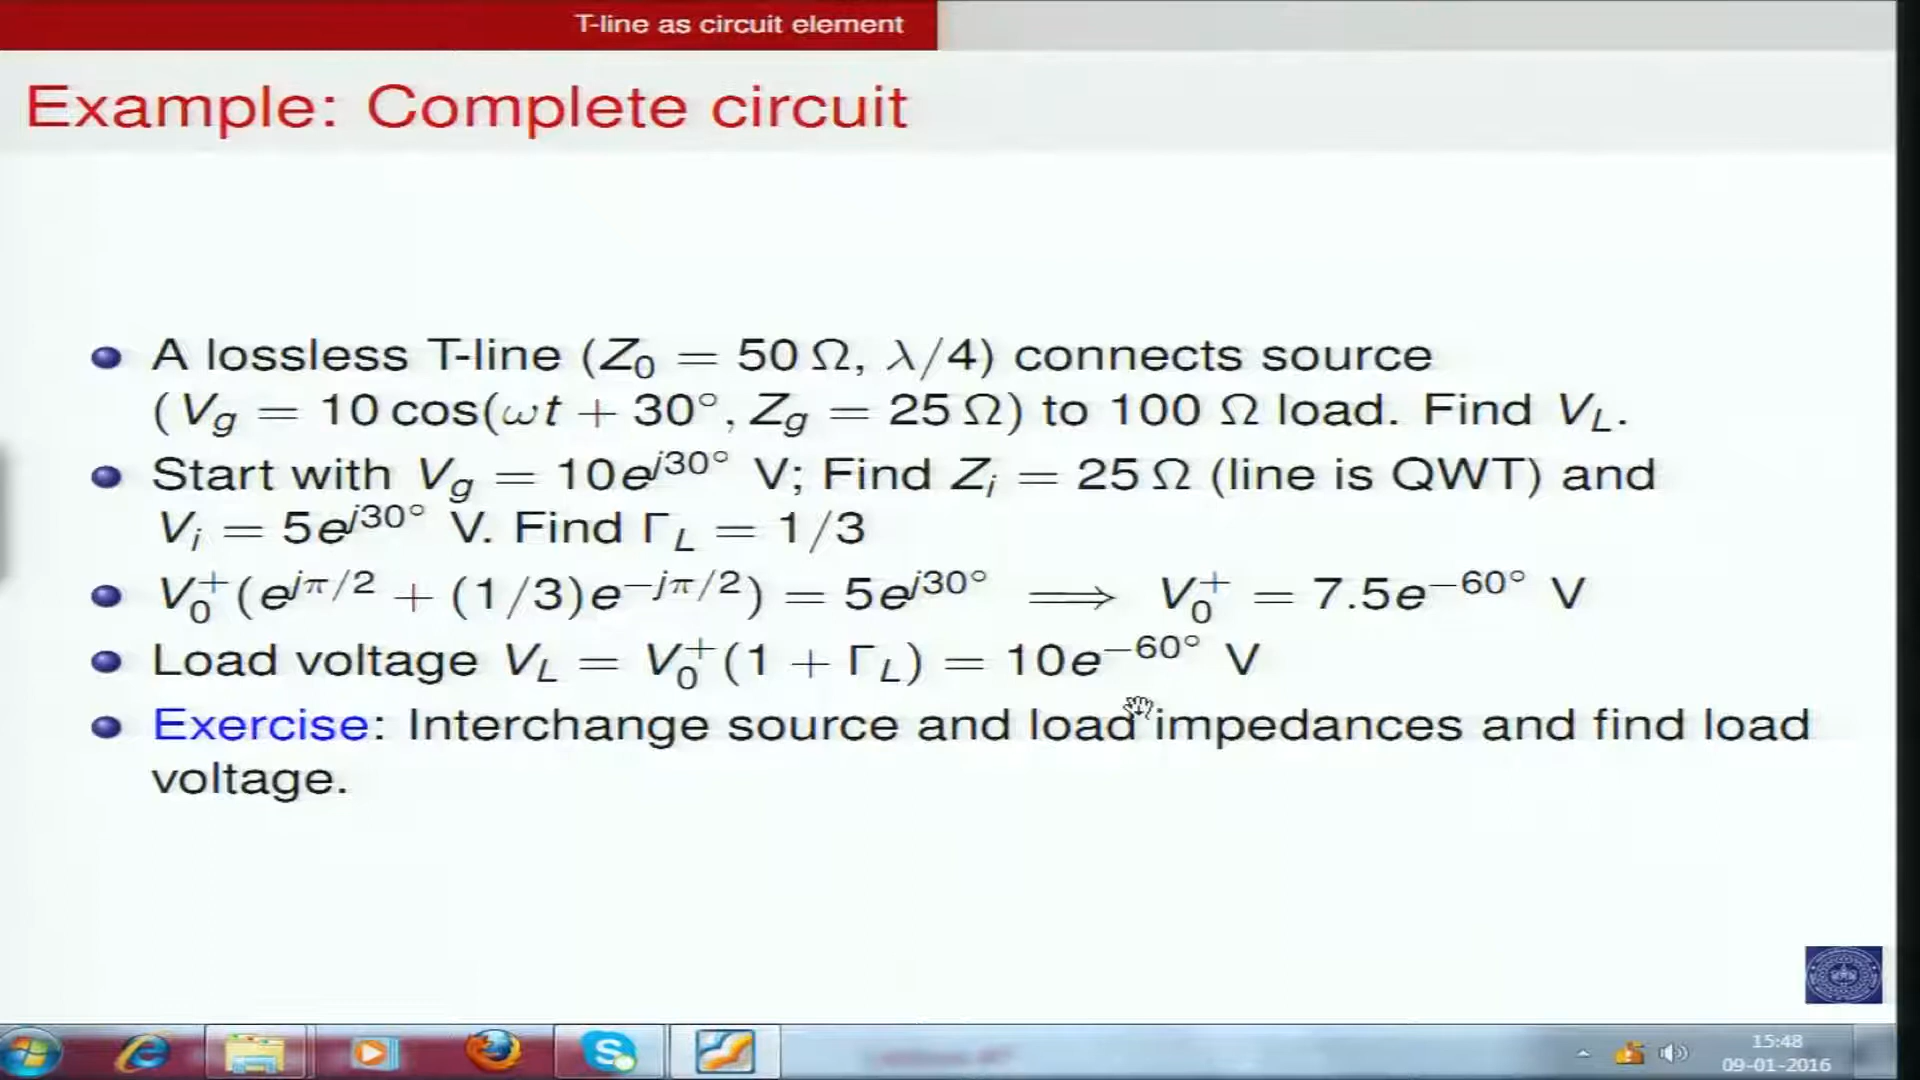 T-line as circuit element
Example: Complete circuit
A lossless T-line (Z₀ = 50 Ω, λ/4) connects source
(V_g = 10 cos(ωt + 30°, Z_g = 25 Ω) to 100 Ω load. Find V_L.
Start with V_g = 10e^{j30°} V; Find Z_i = 25 Ω (line is QWT) and
V_i = 5e^{j30°} V. Find Γ_L = 1/3
V₀⁺(e^{jπ/2} + (1/3)e^{−jπ/2}) = 5e^{j30°} ⟹ V₀⁺ = 7.5e^{−60°} V
Load voltage V_L = V₀⁺(1 + Γ_L) = 10e^{−60°} V
Exercise: Interchange source and load impedances and find load
voltage.
15:48
09-01-2016